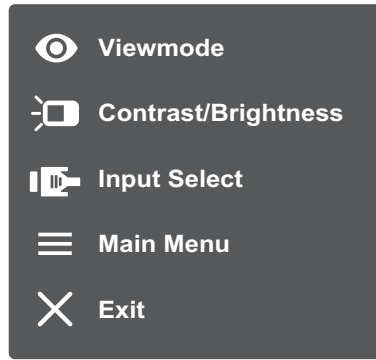 Viewmode
Contrast/Brightness
Input Select
Main Menu
Exit